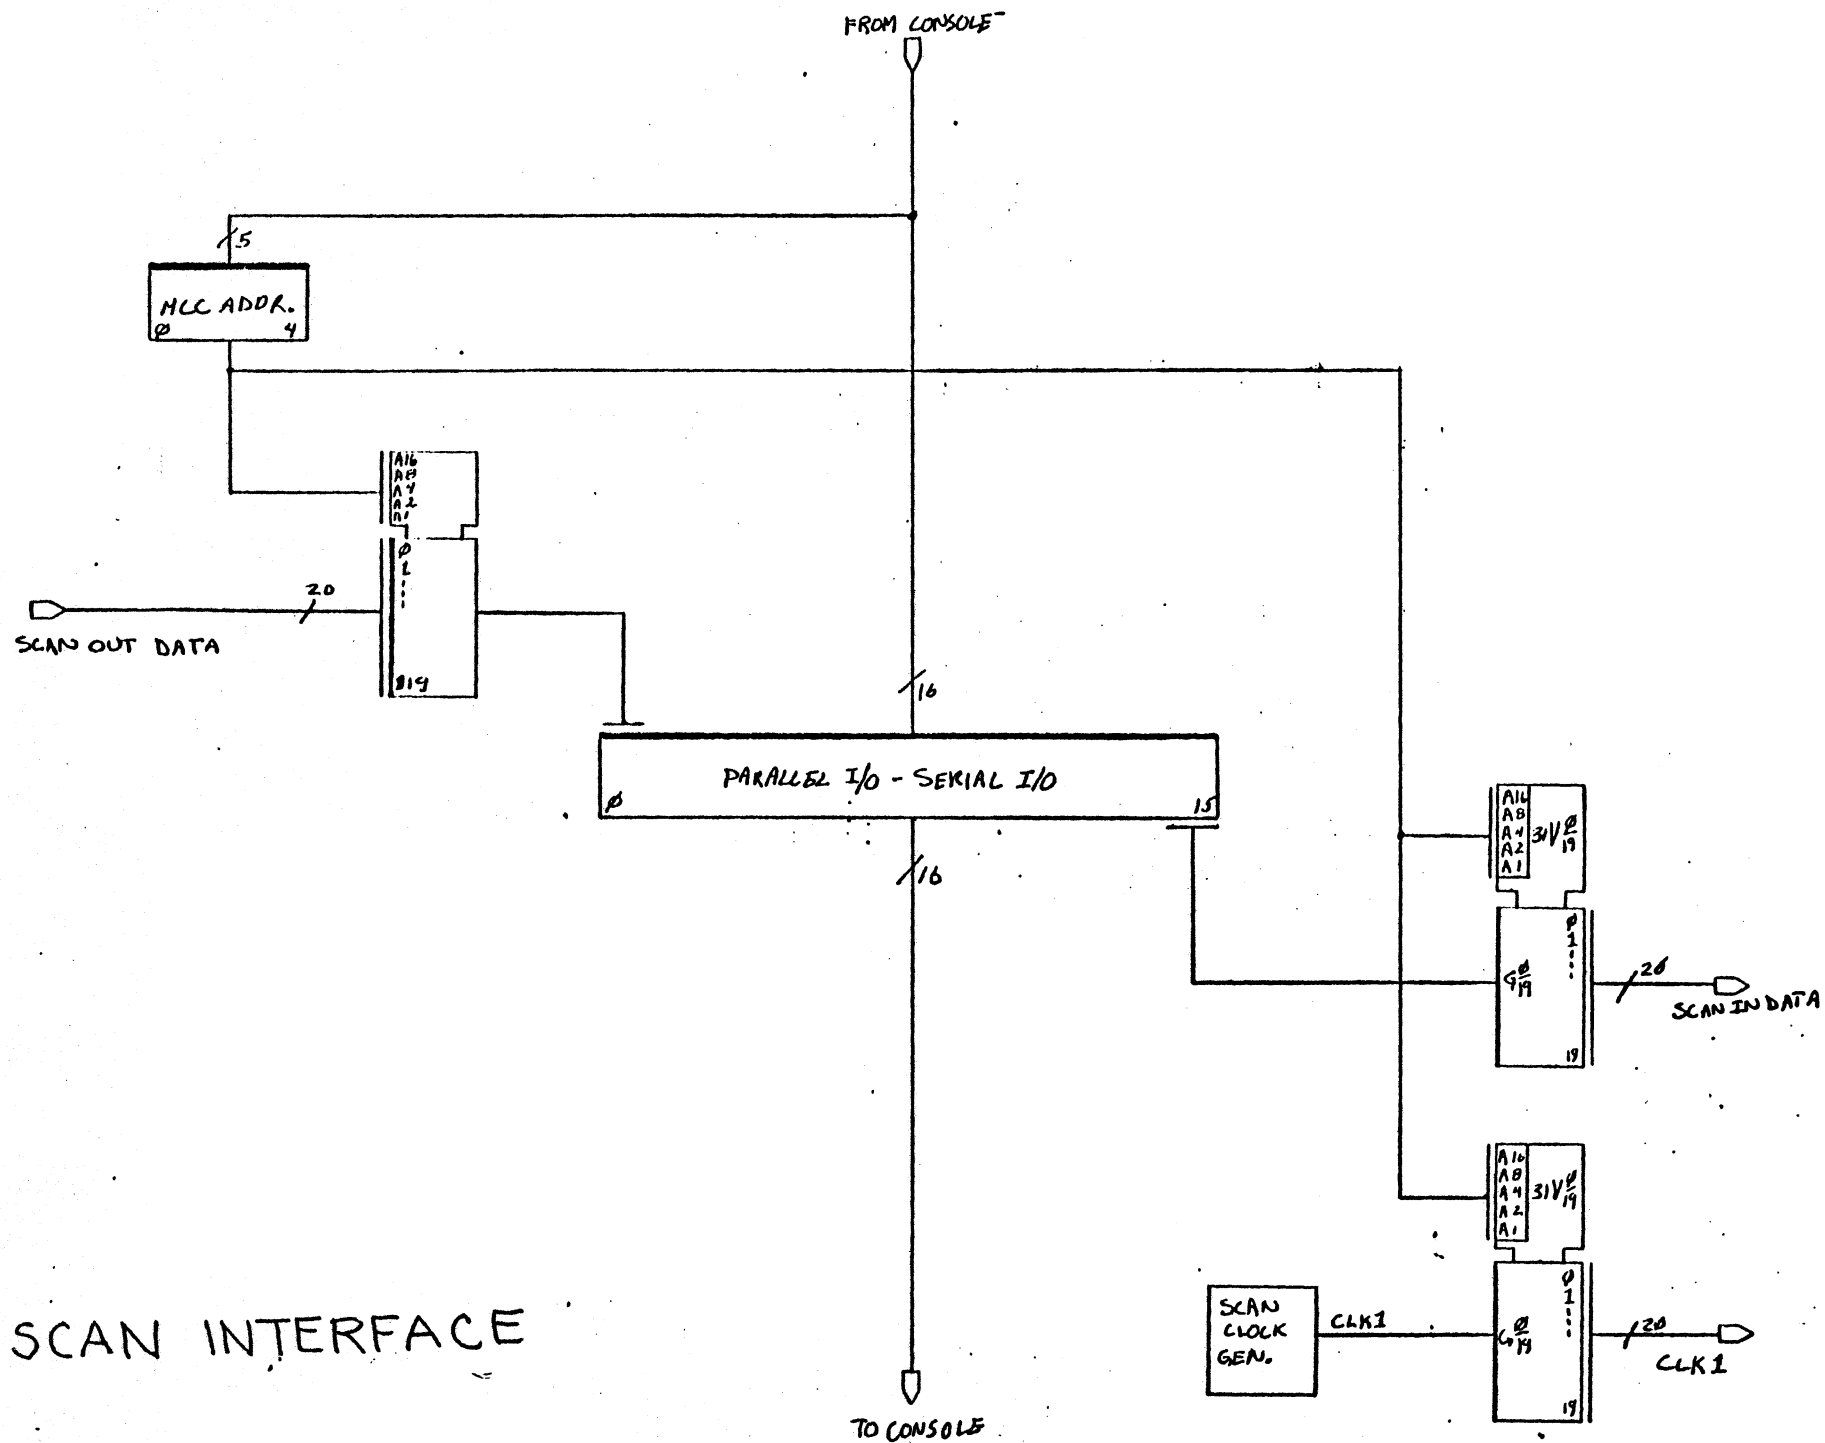 FROM CONSOLE
5
MCC ADDR.
Ø 4
A16
A8
A4
A2
A1
Ø
1
20
SCAN OUT DATA
19
16
PARALLEL I/O - SERIAL I/O
Ø 15
16
A16
A8
A4
A2
A1
31V Ø/19
Ø
1
G Ø/19
20
SCAN IN DATA
19
A16
A8
A4
A2
A1
31V Ø/19
Ø
1
SCAN
CLOCK
GEN.
CLK1
G Ø/19
20
CLK1
19
SCAN INTERFACE
TO CONSOLE